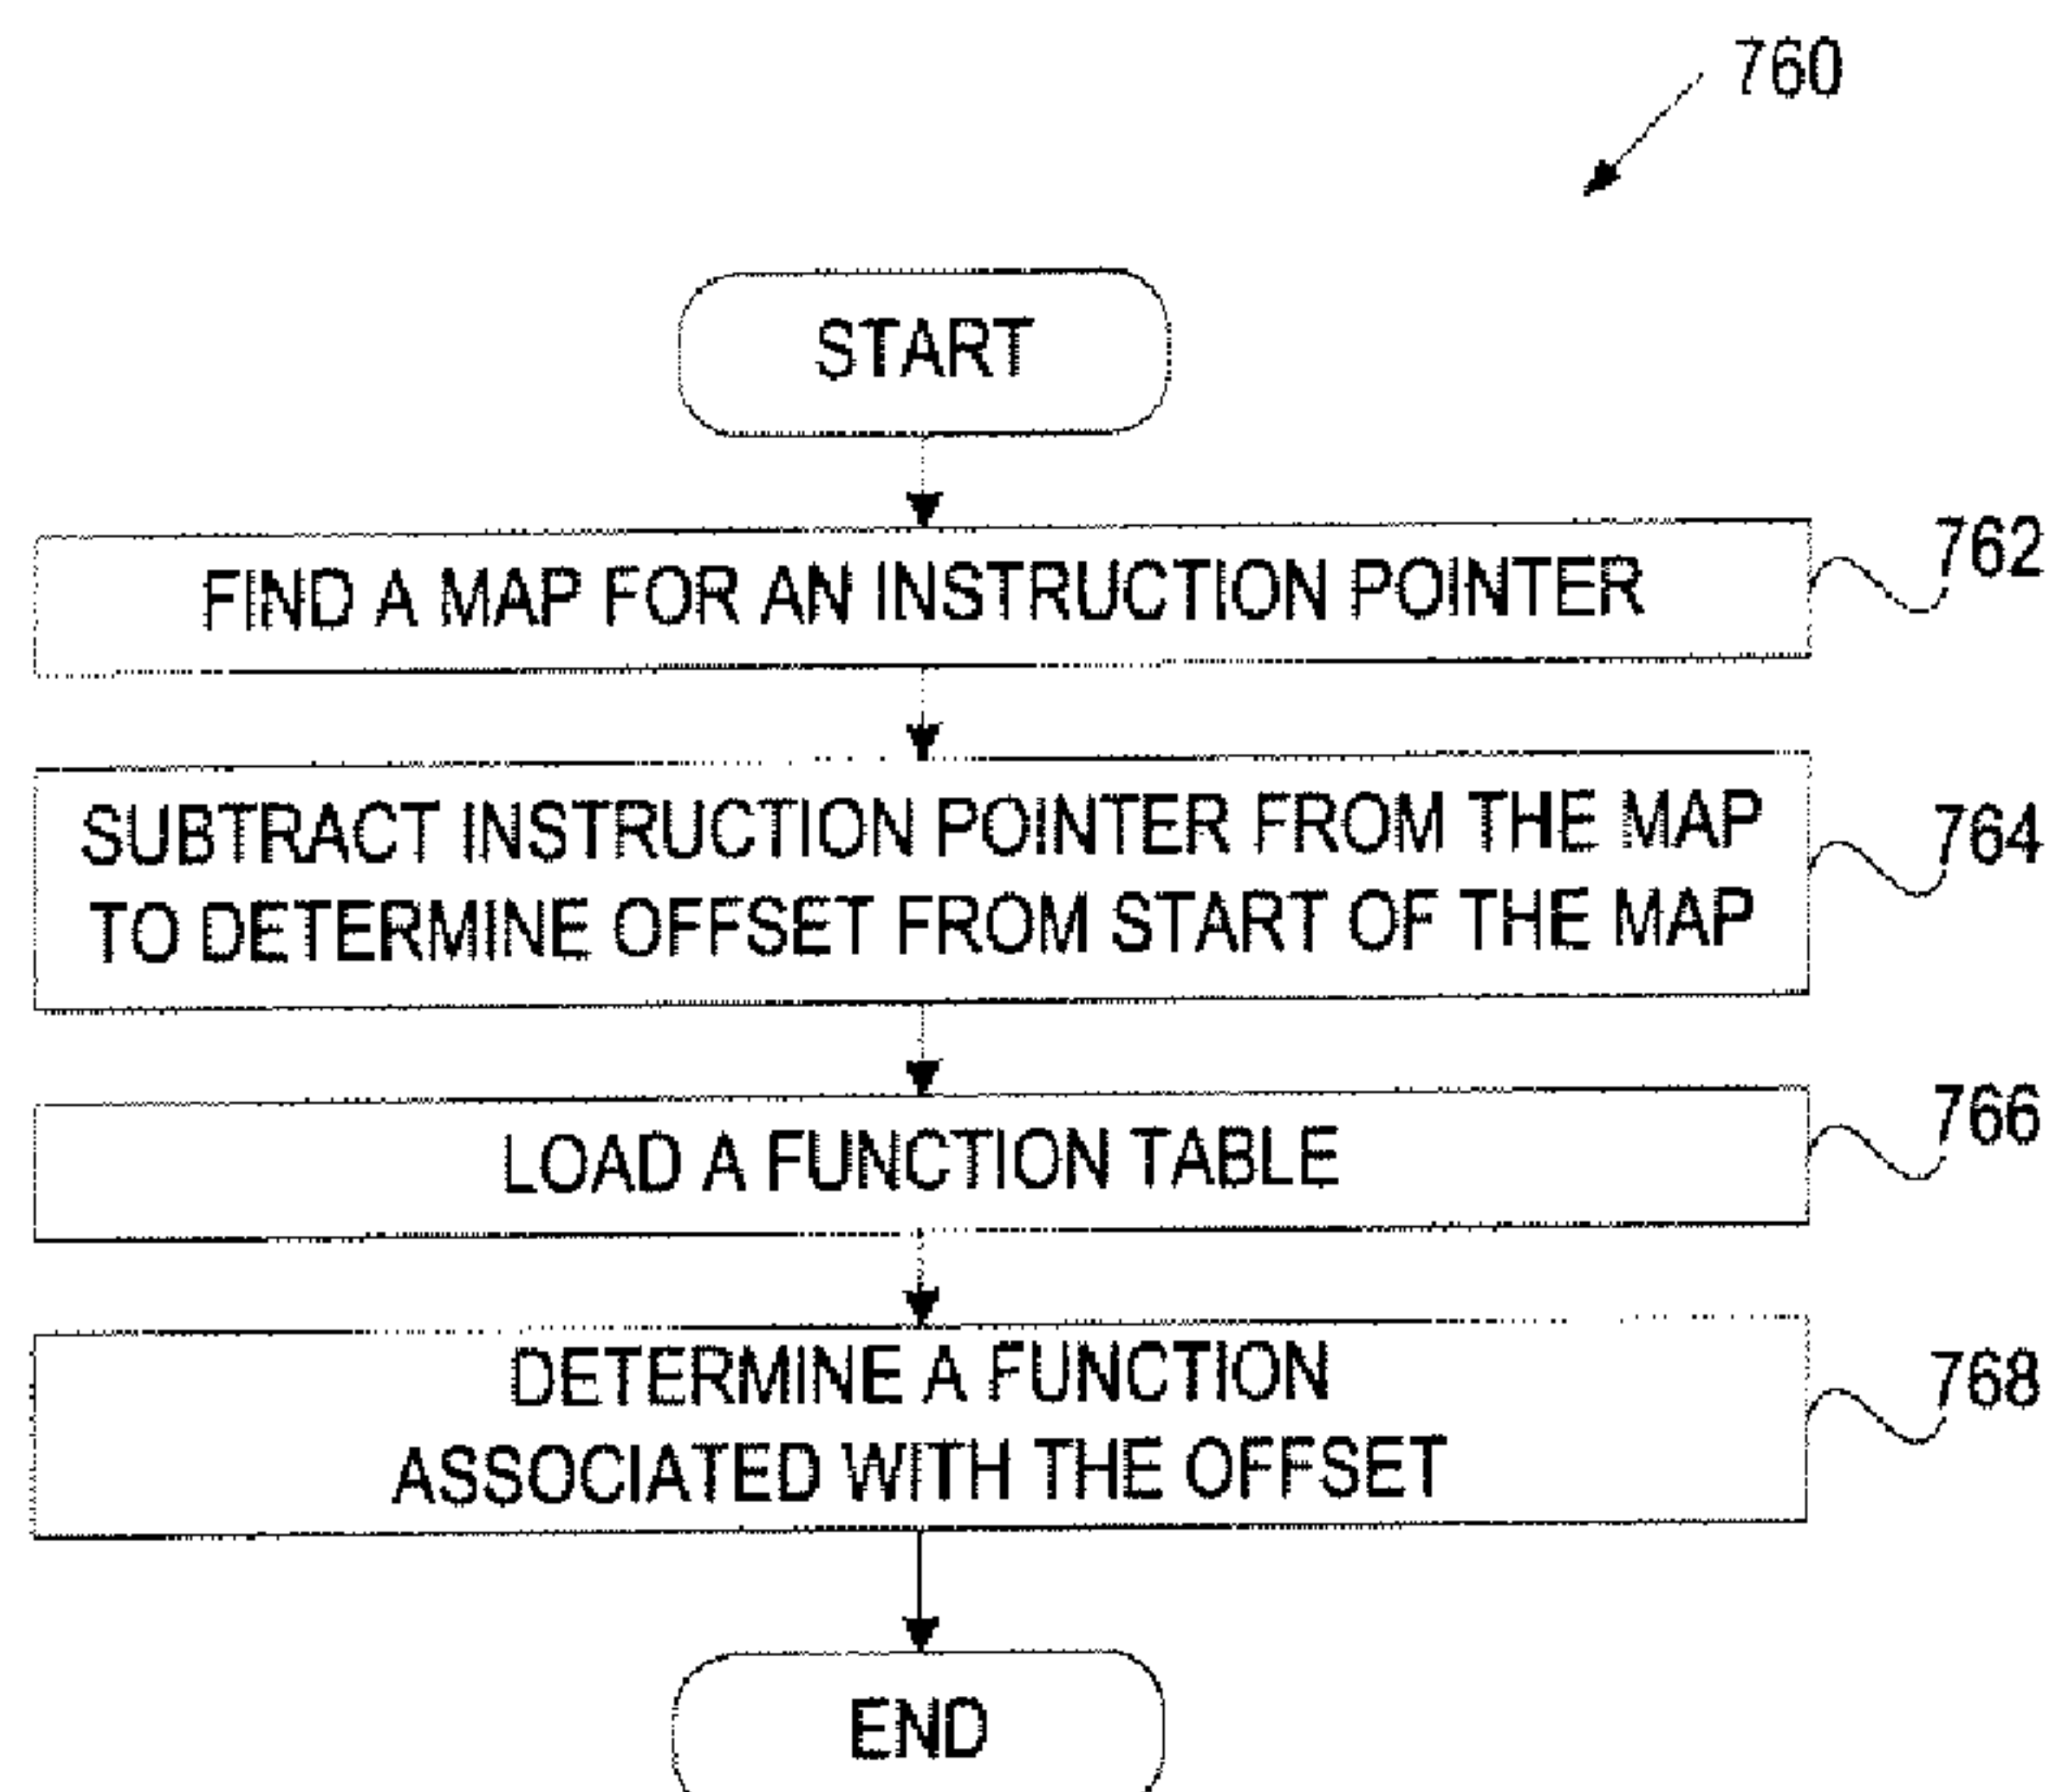 760
START
FIND A MAP FOR AN INSTRUCTION POINTER
762
SUBTRACT INSTRUCTION POINTER FROM THE MAP
TO DETERMINE OFFSET FROM START OF THE MAP
764
LOAD A FUNCTION TABLE
766
DETERMINE A FUNCTION
ASSOCIATED WITH THE OFFSET
768
END